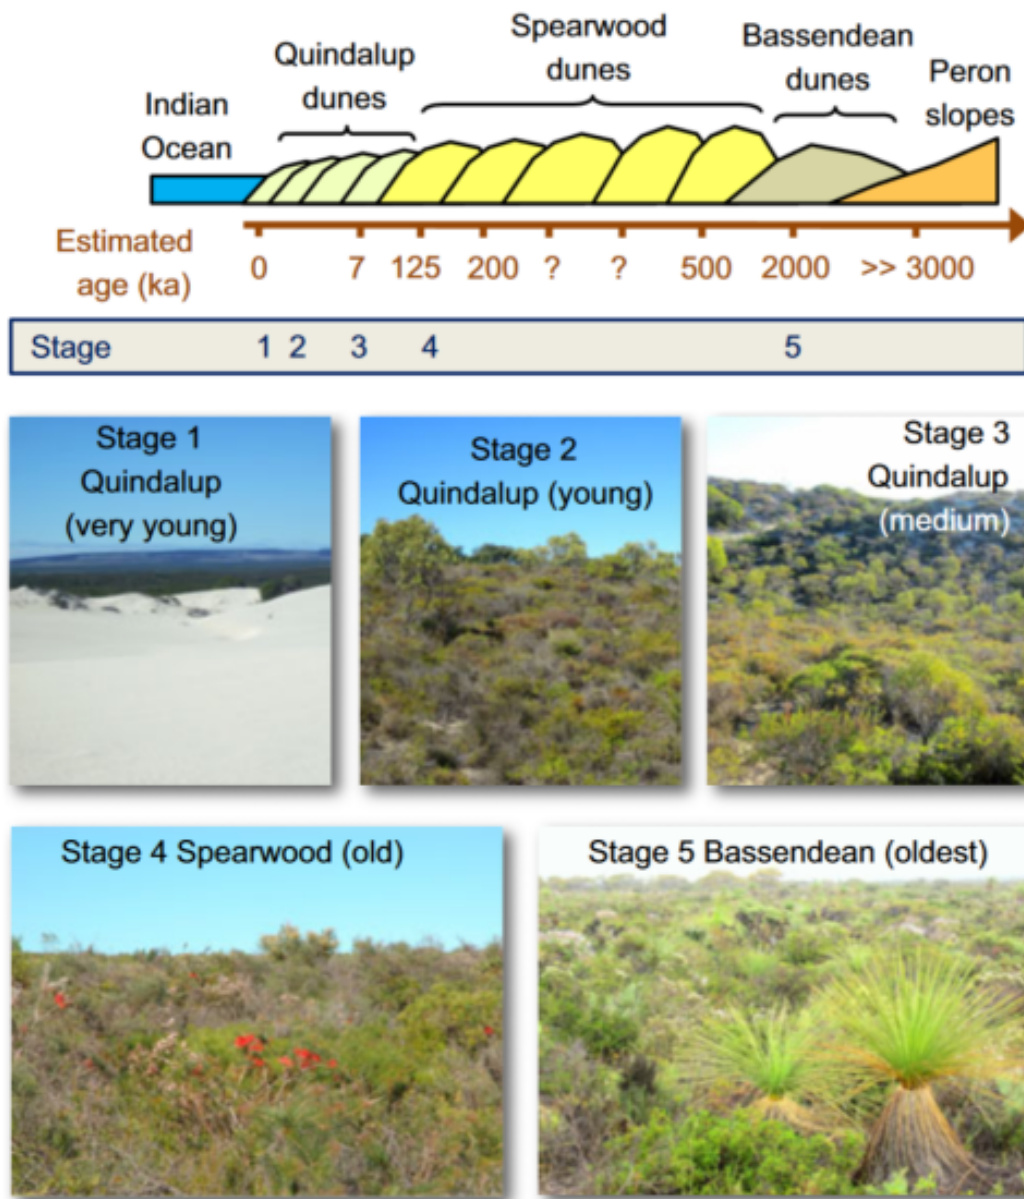 Indian
Ocean
Quindalup
dunes
Spearwood
dunes
Bassendean
dunes
Peron
slopes
Estimated
age (ka)
0 7 125 200 ? ? 500 2000 >> 3000
Stage 1 2 3 4 5
Stage 1
Quindalup
(very young)
Stage 2
Quindalup (young)
Stage 3
Quindalup
(medium)
Stage 4 Spearwood (old)
Stage 5 Bassendean (oldest)